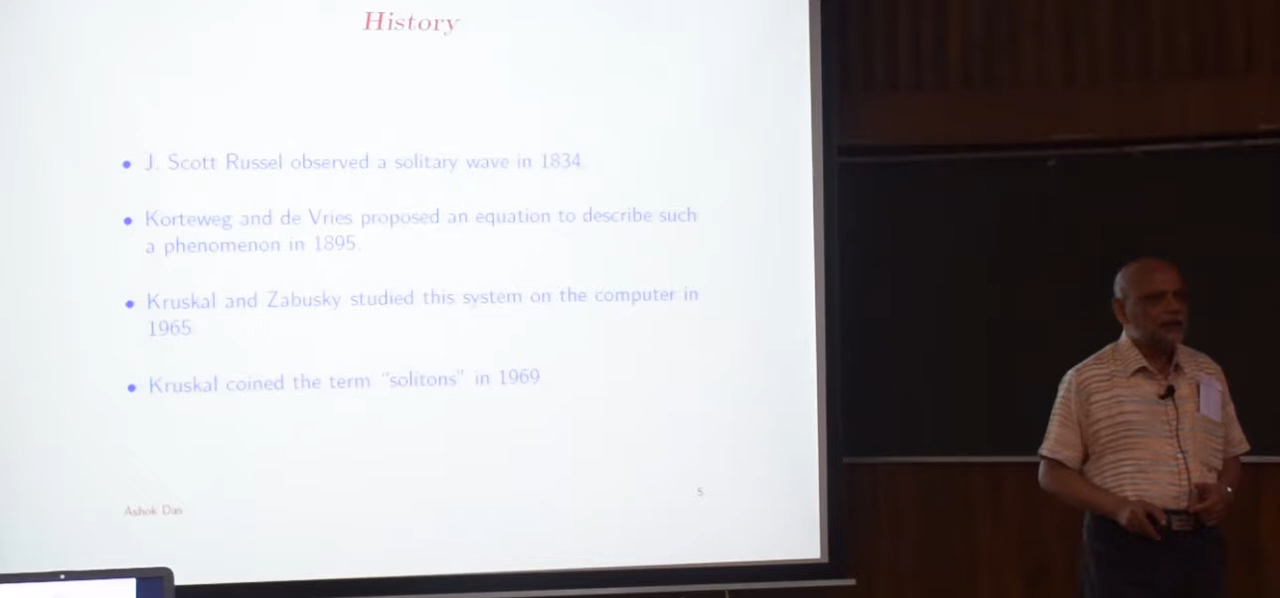 History
• J. Scott Russel observed a solitary wave in 1834.
• Korteweg and de Vries proposed an equation to describe such
a phenomenon in 1895.
• Kruskal and Zabusky studied this system on the computer in
1965.
• Kruskal coined the term “solitons” in 1969
Ashok Das
5